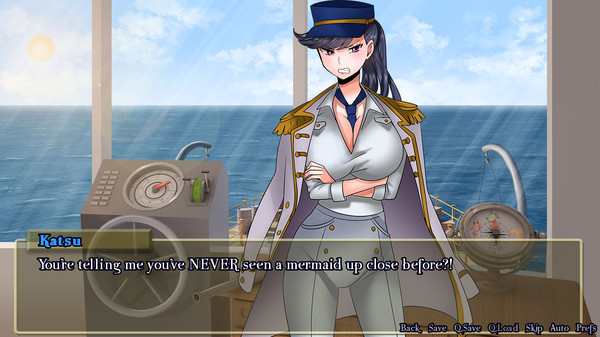 Katsu
You're telling me you've NEVER seen a mermaid up close before?!
Back Save Q.Save Q.Load Skip Auto Prefs